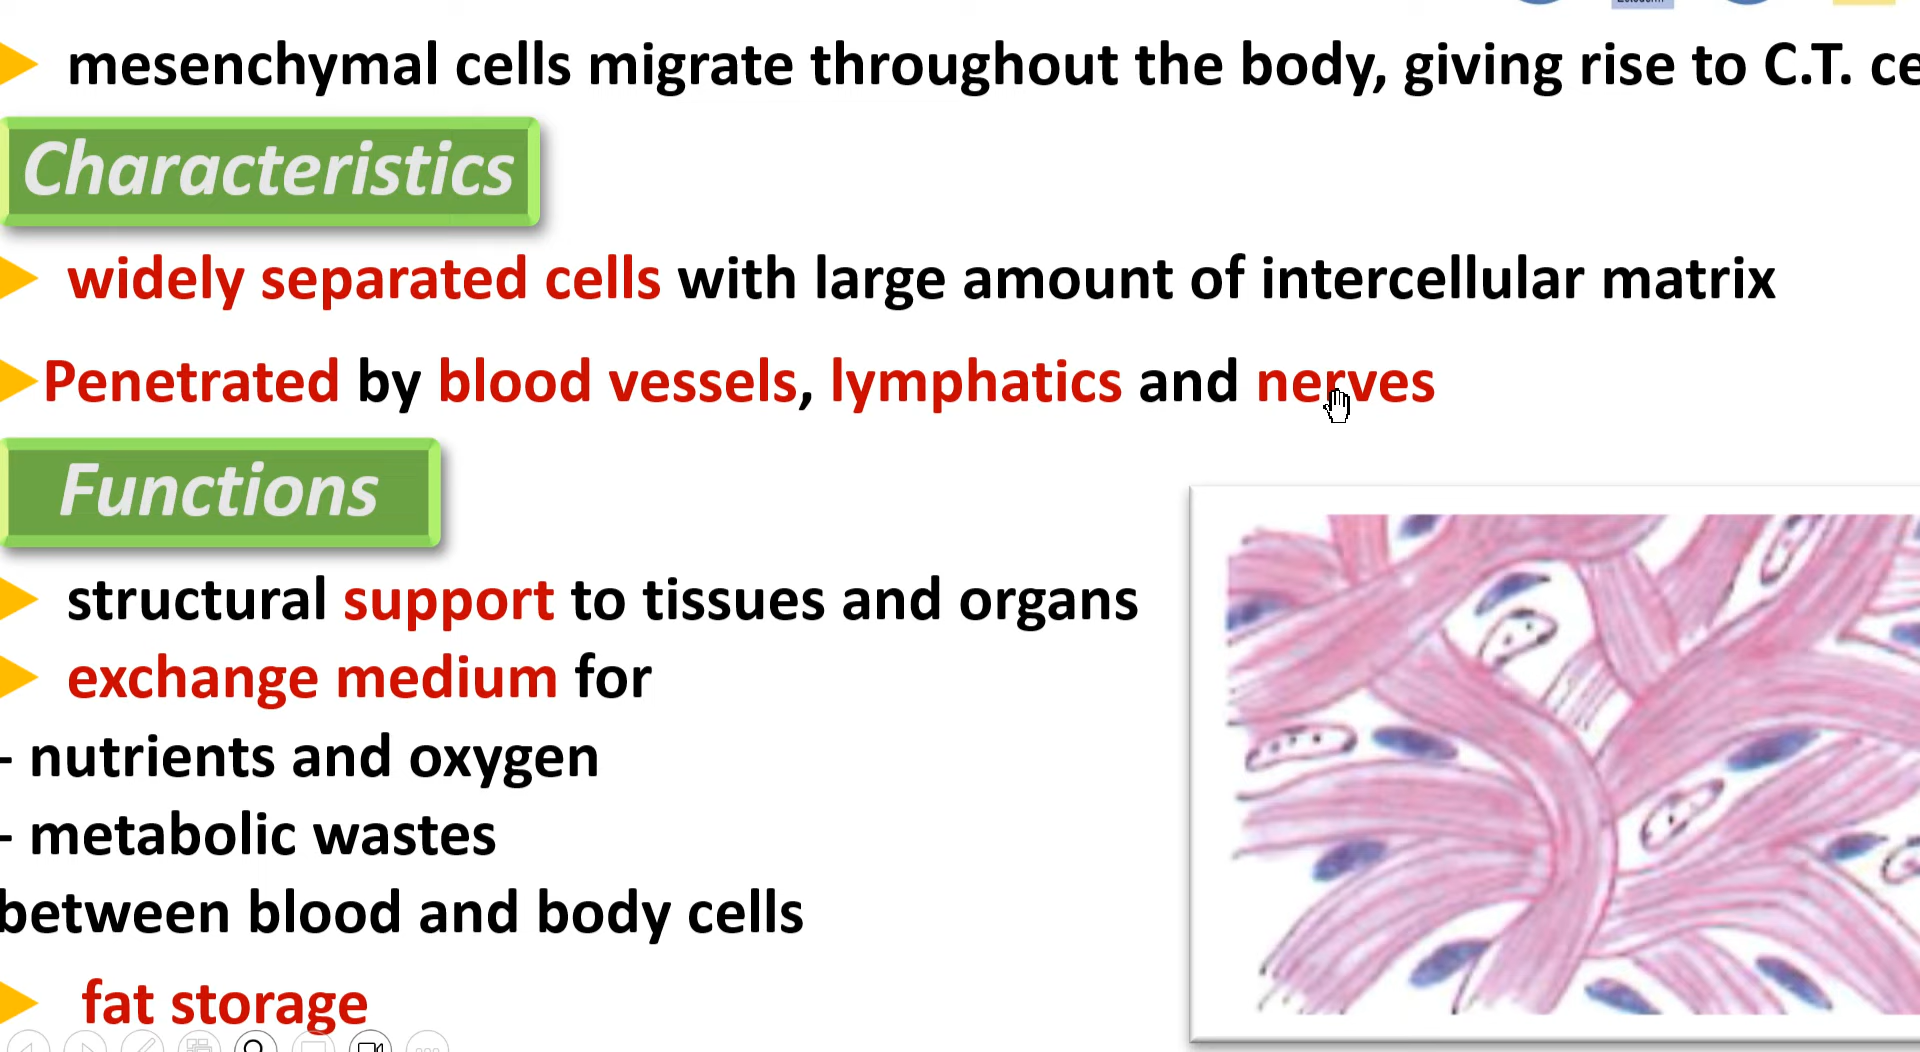 mesenchymal cells migrate throughout the body, giving rise to C.T.
Characteristics
widely separated cells with large amount of intercellular matrix
Penetrated by blood vessels, lymphatics and nerves
Functions
structural support to tissues and organs
exchange medium for
- nutrients and oxygen
- metabolic wastes
between blood and body cells
fat storage